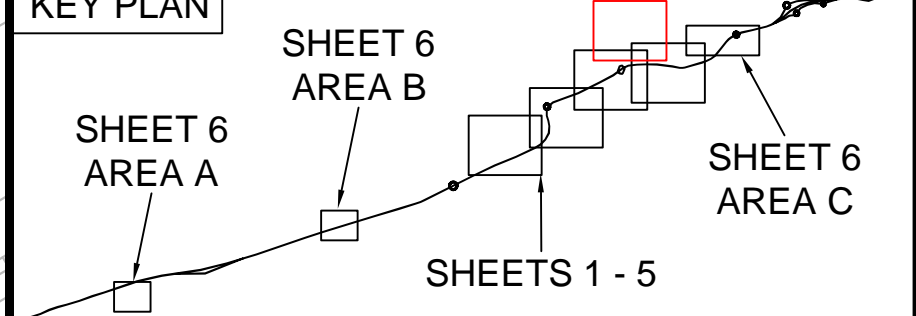 KEY PLAN
SHEET 6
AREA B
SHEET 6
AREA A
SHEET 6
AREA C
SHEETS 1 - 5